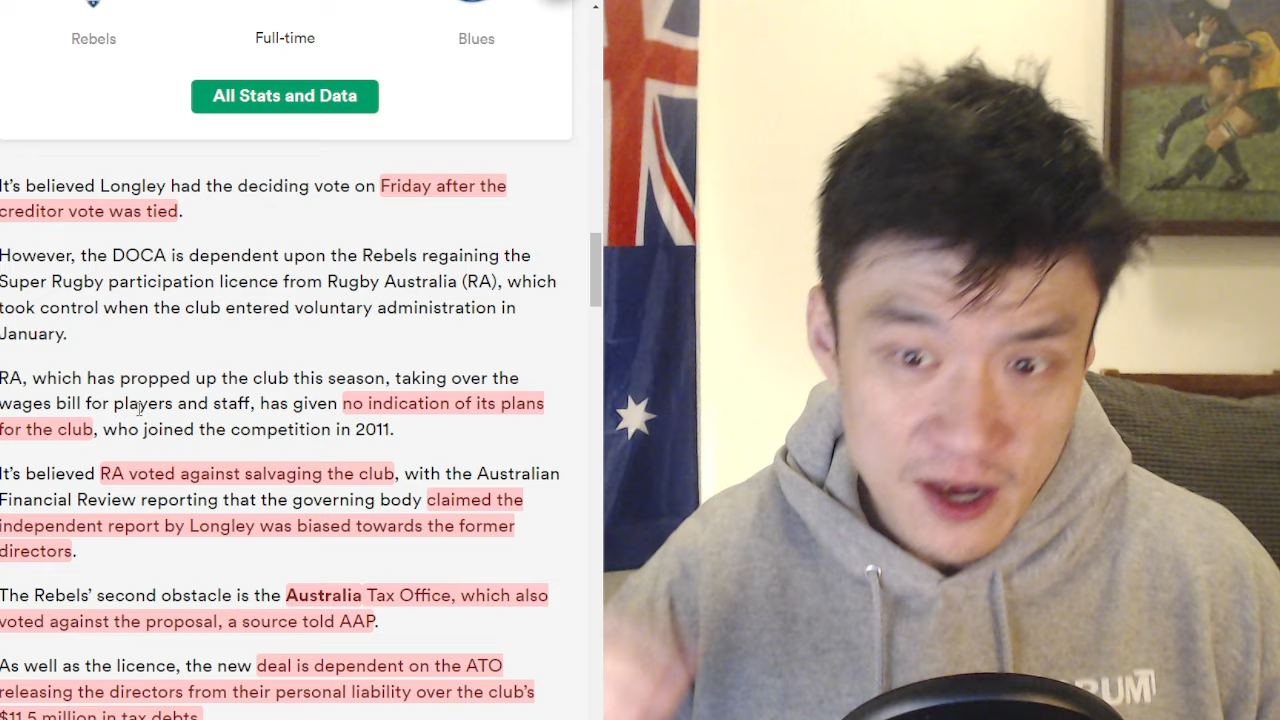 Rebels
Full-time
Blues
All Stats and Data
It's believed Longley had the deciding vote on Friday after the
creditor vote was tied.
However, the DOCA is dependent upon the Rebels regaining the
Super Rugby participation licence from Rugby Australia (RA), which
took control when the club entered voluntary administration in
January.
RA, which has propped up the club this season, taking over the
wages bill for players and staff, has given no indication of its plans
for the club, who joined the competition in 2011.
It's believed RA voted against salvaging the club, with the Australian
Financial Review reporting that the governing body claimed the
independent report by Longley was biased towards the former
directors.
The Rebels' second obstacle is the Australia Tax Office, which also
voted against the proposal, a source told AAP.
As well as the licence, the new deal is dependent on the ATO
releasing the directors from their personal liability over the club's
$11.5 million in tax debts.